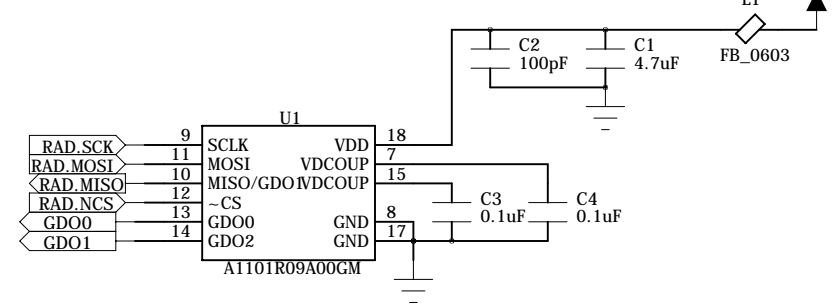 L1
FB_0603
C2
100pF
C1
4.7uF
U1
RAD.SCK 9 SCLK VDD 18
RAD.MOSI 11 MOSI VDCOUP 7
RAD.MISO 10 MISO/GDO1 VDCOUP 15
RAD.NCS 12 ~CS
GDO0 13 GDO0 GND 8
GDO1 14 GDO2 GND 17
C3
0.1uF
C4
0.1uF
A1101R09A00GM